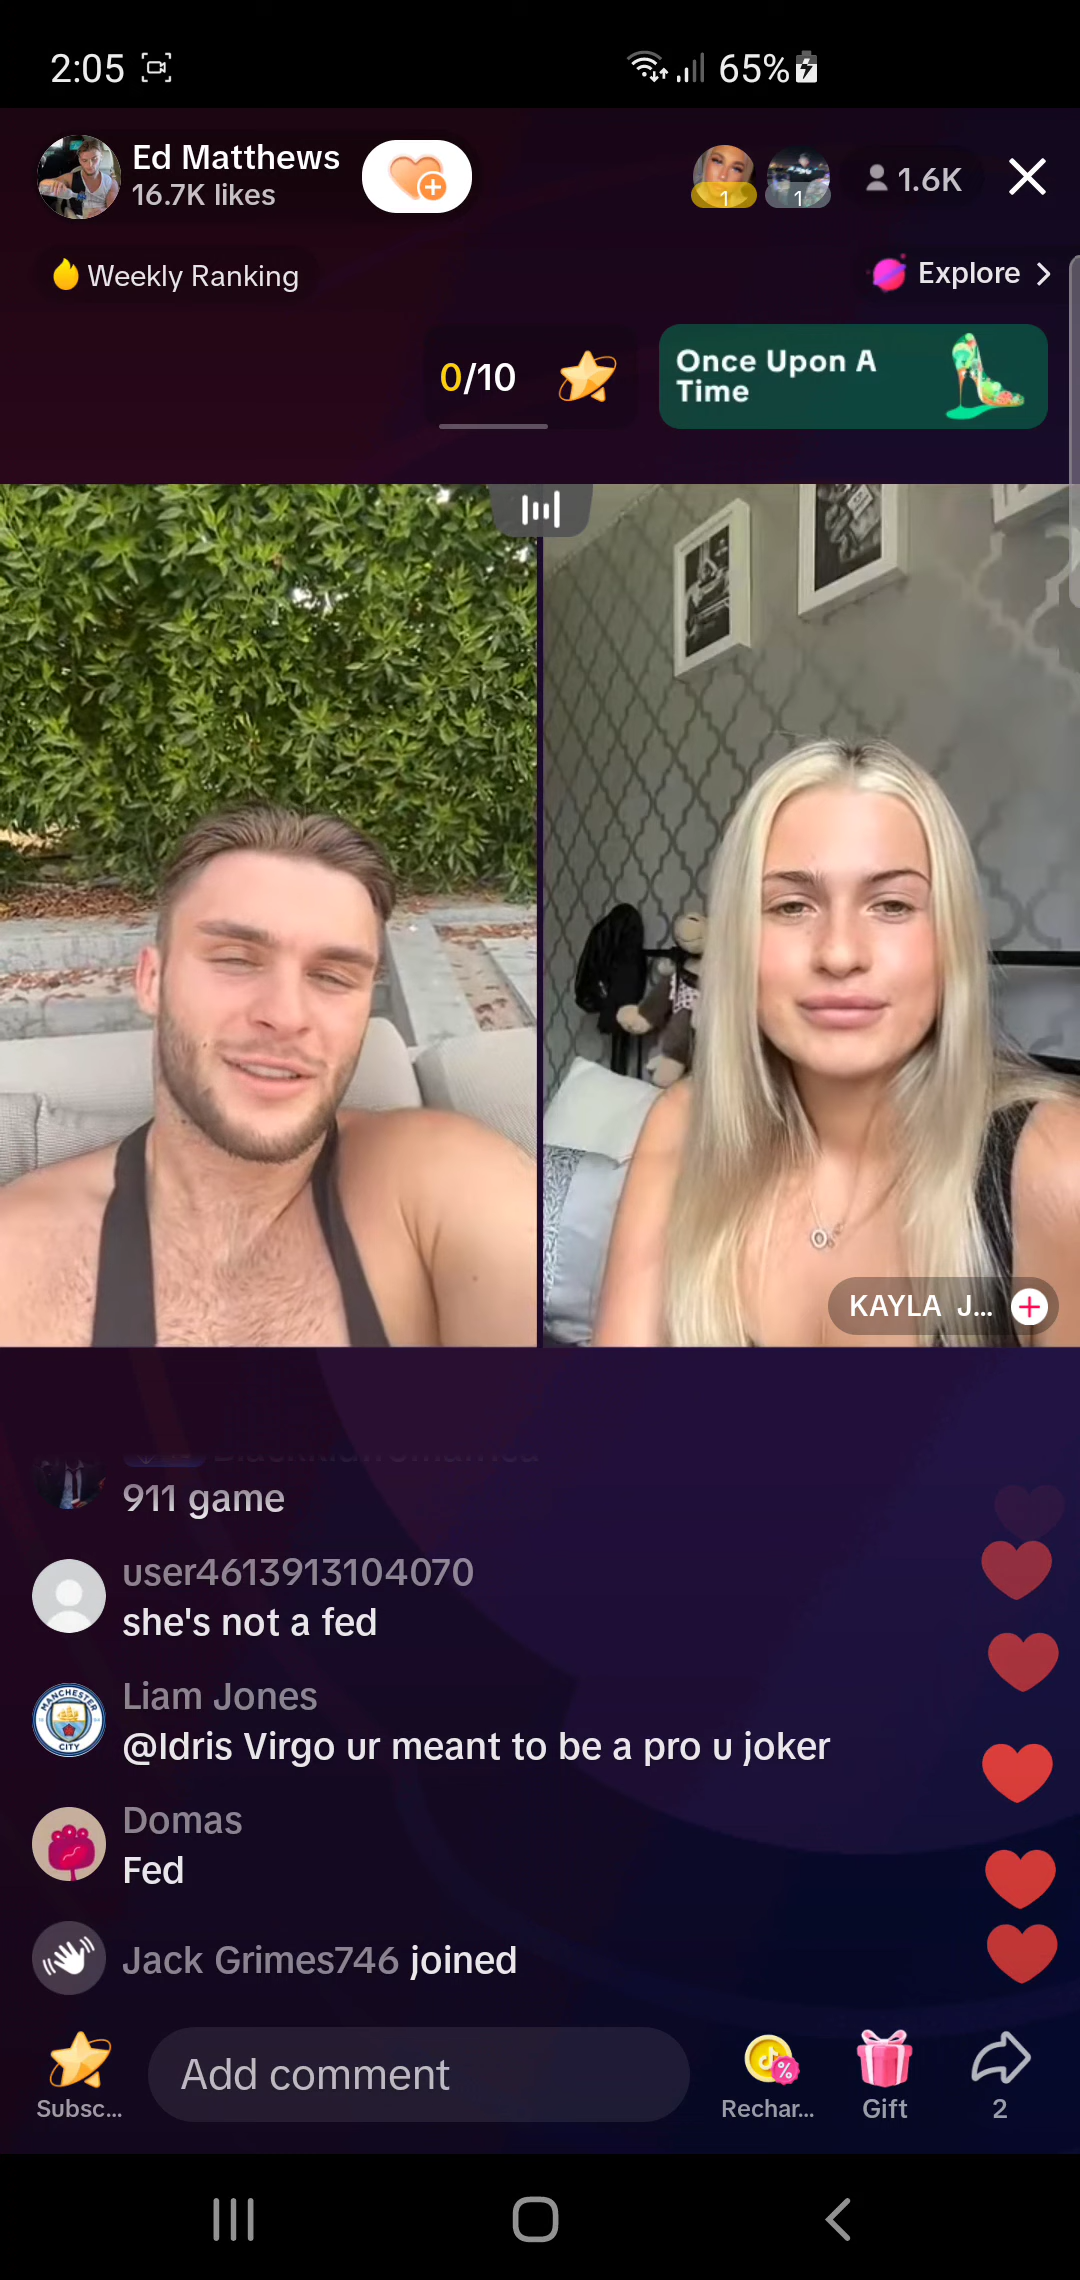 2:05
65%
Ed Matthews
16.7K likes
1
1
1.6K
Weekly Ranking
Explore
0/10
Once Upon A
Time
KAYLA J...
911 game
user4613913104070
she's not a fed
Liam Jones
MANCHESTER
CITY
@Idris Virgo ur meant to be a pro u joker
Domas
Fed
Jack Grimes746 joined
Subsc...
Add comment
Rechar...
Gift
2